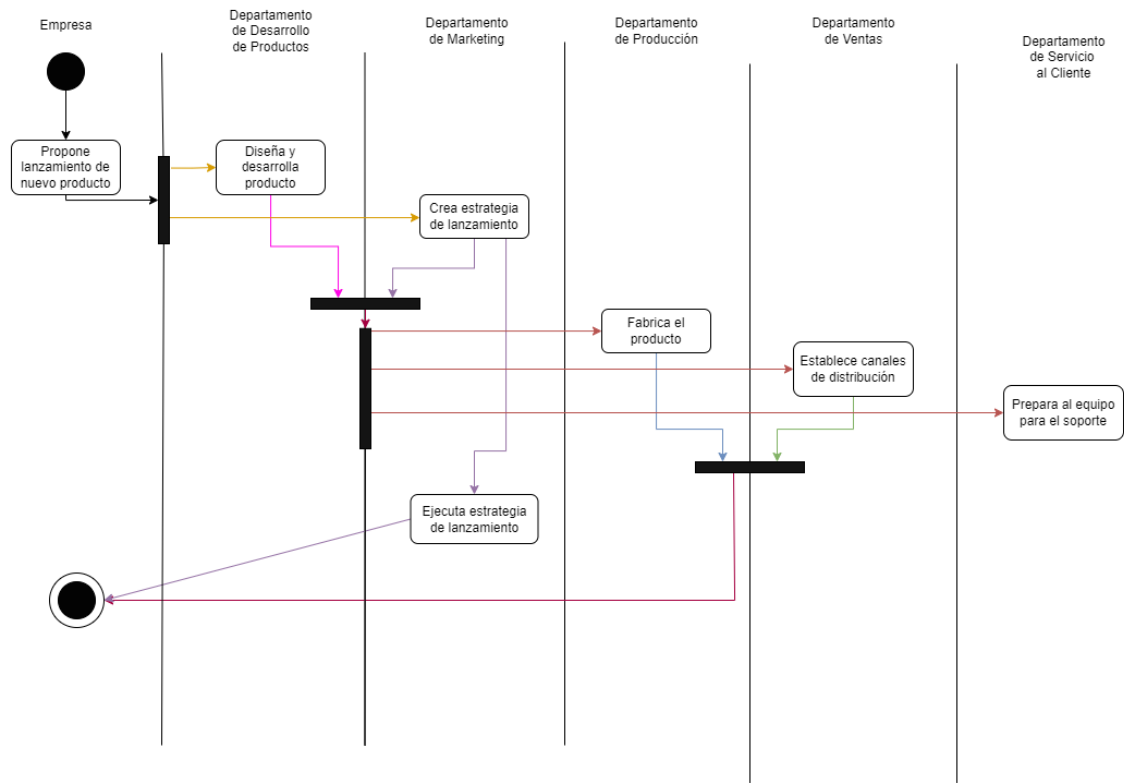 Empresa
Departamento
de Desarrollo
de Productos
Departamento
de Marketing
Departamento
de Producción
Departamento
de Ventas
Departamento
de Servicio
al Cliente
Propone
lanzamiento de
nuevo producto
Diseña y
desarrolla
producto
Crea estrategia
de lanzamiento
Fabrica el
producto
Establece canales
de distribución
Prepara al equipo
para el soporte
Ejecuta estrategia
de lanzamiento